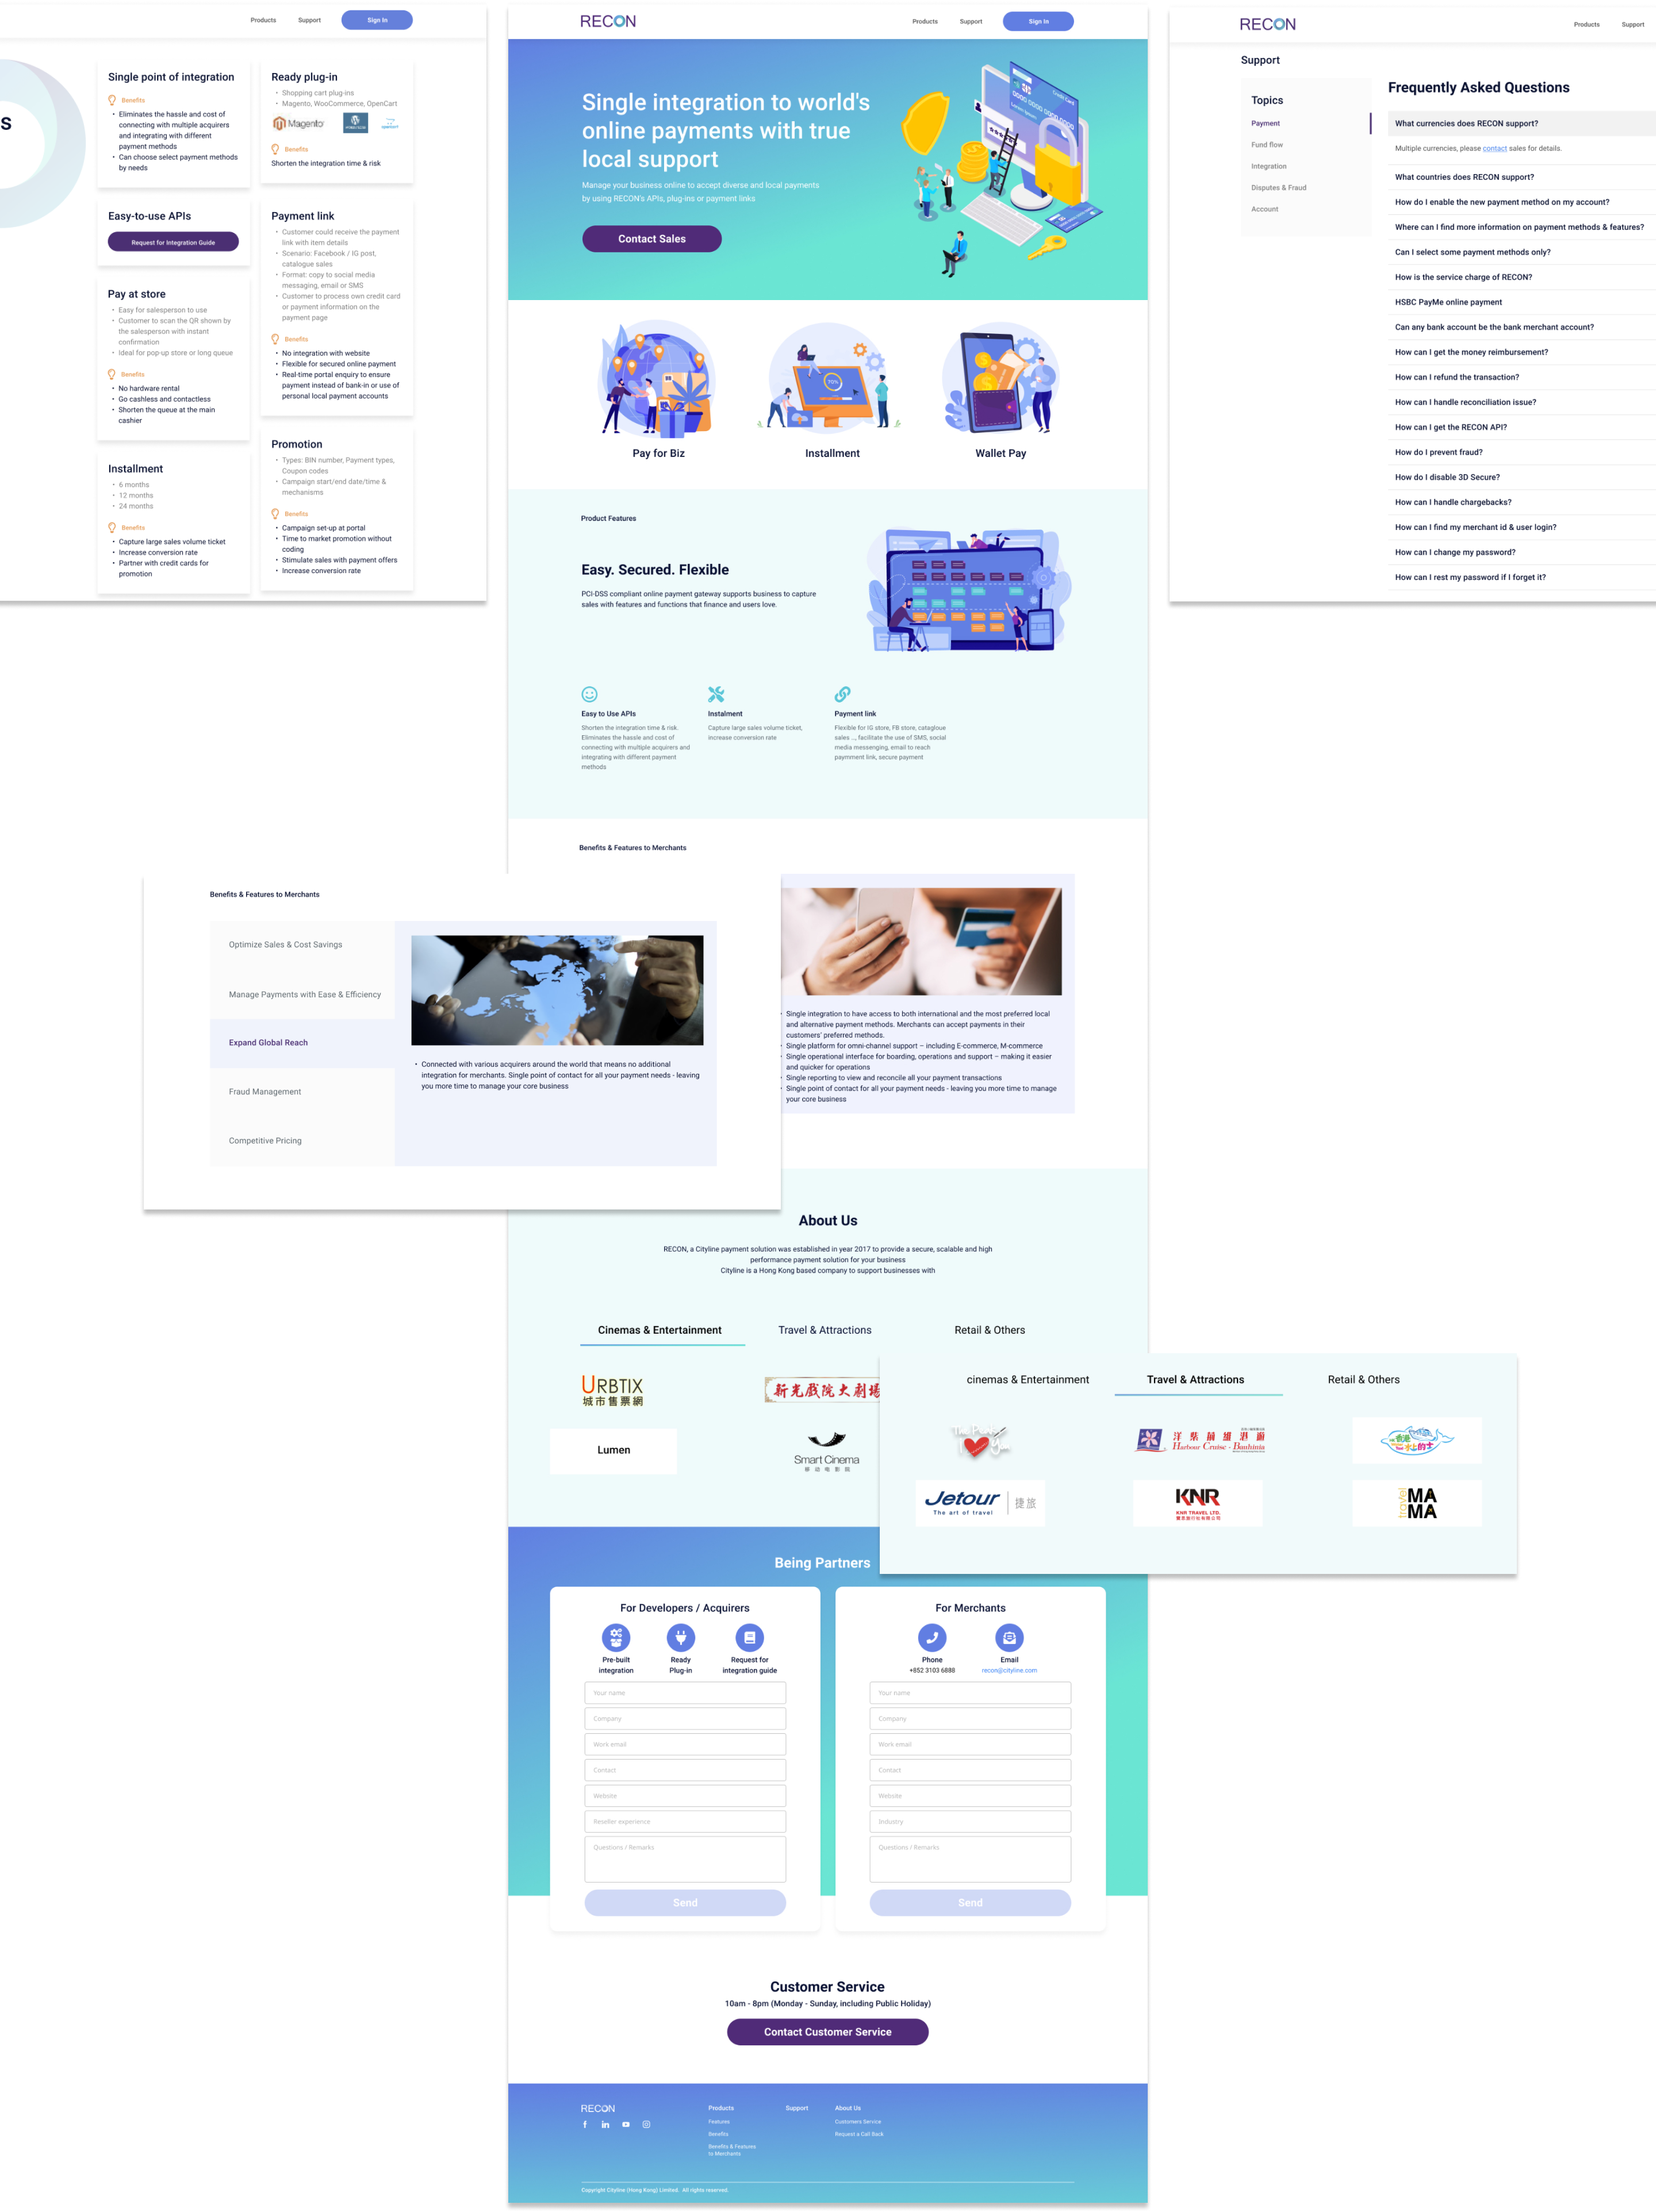 Products
Support
Sign In
S
Single point of integration
Benefits
• Eliminates the hassle and cost of
connecting with multiple acquirers
and integrating with different
payment methods
• Can choose select payment methods
by needs
Ready plug-in
• Shopping cart plug-ins
• Magento, WooCommerce, OpenCart
Magento
opencart
Benefits
Shorten the integration time & risk
Easy-to-use APIs
Request for Integration Guide
Payment link
• Customer could receive the payment
link with item details
• Scenario: Facebook / IG post,
catalogue sales
• Format: copy to social media
messaging, email or SMS
• Customer to process own credit card
or payment information on the
payment page
Benefits
• No integration with website
• Flexible for secured online payment
• Real-time portal enquiry to ensure
payment instead of bank-in or use of
personal local payment accounts
Pay at store
• Easy for salesperson to use
• Customer to scan the QR shown by
the salesperson with instant
confirmation
• Ideal for pop-up store or long queue
Benefits
• No hardware rental
• Go cashless and contactless
• Shorten the queue at the main
cashier
Promotion
• Types: BIN number, Payment types,
Coupon codes
• Campaign start/end date/time &
mechanisms
Benefits
• Campaign set-up at portal
• Time to market promotion without
coding
• Stimulate sales with payment offers
• Increase conversion rate
Installment
• 6 months
• 12 months
• 24 months
Benefits
• Capture large sales volume ticket
• Increase conversion rate
• Partner with credit cards for
promotion
RECON
Products
Support
Sign In
Single integration to world's
online payments with true
local support
Manage your business online to accept diverse and local payments
by using RECON's APIs, plug-ins or payment links
Contact Sales
Credit Card
0000 0000 0000 0000
Pay for Biz
70%
Installment
Wallet Pay
Product Features
Easy. Secured. Flexible
PCI-DSS compliant online payment gateway supports business to capture
sales with features and functions that finance and users love.
Easy to Use APIs
Shorten the integration time & risk.
Eliminates the hassle and cost of
connecting with multiple acquirers and
integrating with different payment
methods
Instalment
Capture large sales volume ticket,
increase conversion rate
Payment link
Flexible for IG store, FB store, catagloue
sales ..., facilitate the use of SMS, social
media messenging, email to reach
paymment link, secure payment
Benefits & Features to Merchants
• Single integration to have access to both international and the most preferred local
and alternative payment methods. Merchants can accept payments in their
customers' preferred methods.
• Single platform for omni-channel support – including E-commerce, M-commerce
• Single operational interface for boarding, operations and support – making it easier
and quicker for operations
• Single reporting to view and reconcile all your payment transactions
• Single point of contact for all your payment needs - leaving you more time to manage
your core business
Benefits & Features to Merchants
Optimize Sales & Cost Savings
Manage Payments with Ease & Efficiency
Expand Global Reach
Fraud Management
Competitive Pricing
• Connected with various acquirers around the world that means no additional
integration for merchants. Single point of contact for all your payment needs - leaving
you more time to manage your core business
About Us
RECON, a Cityline payment solution was established in year 2017 to provide a secure, scalable and high
performance payment solution for your business
Cityline is a Hong Kong based company to support businesses with
Cinemas & Entertainment
Travel & Attractions
Retail & Others
URBTIX
城市售票網
新光戲院大劇場
Lumen
Smart Cinema
移动电影院
cinemas & Entertainment
Travel & Attractions
Retail & Others
洋紫荊維港遊
Harbour Cruise - Bauhinia
香港
水上的士
Jetour
The art of travel
捷旅
KNR
KNR TRAVEL LTD.
travel
MA
MA
Being Partners
For Developers / Acquirers
Pre-built
integration
Ready
Plug-in
Request for
integration guide
Your name
Company
Work email
Contact
Website
Reseller experience
Questions / Remarks
Send
For Merchants
Phone
+852 3103 6888
Email
recon@cityline.com
Your name
Company
Work email
Contact
Website
Industry
Questions / Remarks
Send
Customer Service
10am - 8pm (Monday - Sunday, including Public Holiday)
Contact Customer Service
RECON
Products
Features
Benefits
Benefits & Features
to Merchants
Support
About Us
Customers Service
Request a Call Back
Copyright Cityline (Hong Kong) Limited. All rights reserved.
RECON
Products
Support
Support
Topics
Payment
Fund flow
Integration
Disputes & Fraud
Account
Frequently Asked Questions
What currencies does RECON support?
Multiple currencies, please contact sales for details.
What countries does RECON support?
How do I enable the new payment method on my account?
Where can I find more information on payment methods & features?
Can I select some payment methods only?
How is the service charge of RECON?
HSBC PayMe online payment
Can any bank account be the bank merchant account?
How can I get the money reimbursement?
How can I refund the transaction?
How can I handle reconciliation issue?
How can I get the RECON API?
How do I prevent fraud?
How do I disable 3D Secure?
How can I handle chargebacks?
How can I find my merchant id & user login?
How can I change my password?
How can I rest my password if I forget it?